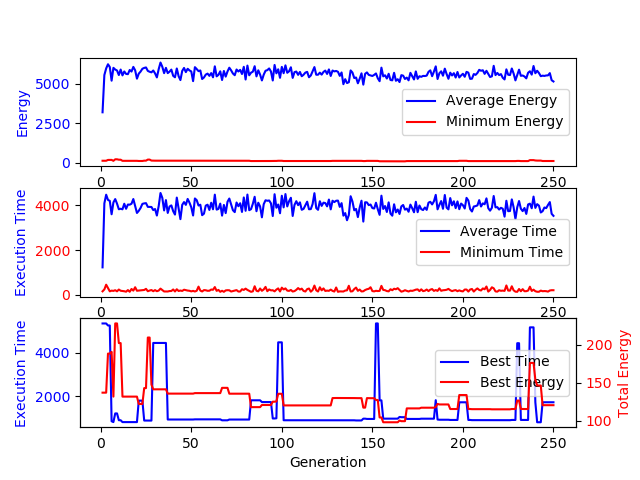 Energy
5000
2500
0
Average Energy
Minimum Energy
0 50 100 150 200 250
Execution Time
4000
2000
0
Average Time
Minimum Time
0 50 100 150 200 250
Execution Time
4000
2000
Best Time
Best Energy
200
150
100
Total Energy
0 50 100 150 200 250
Generation